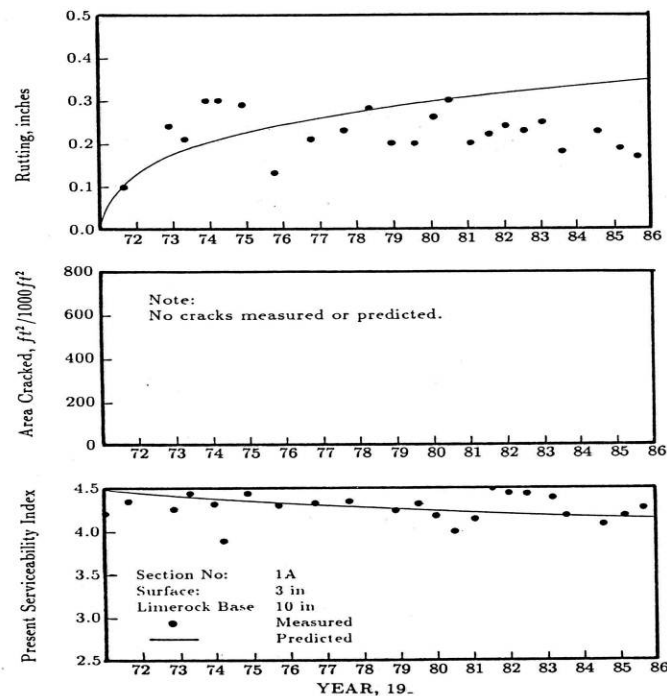 0.5
0.4
0.3
0.2
0.1
0.0
Rutting, inches
72 73 74 75 76 77 78 79 80 81 82 83 84 85 86
800
600
400
200
0
Area Cracked, ft²/1000ft²
Note:
No cracks measured or predicted.
72 73 74 75 76 77 78 79 80 81 82 83 84 85 86
4.5
4.5
4.0
3.0
2.5
Present Serviceability Index
Section No: 1A
Surface: 3 in
Limerock Base 10 in
Measured
Predicted
72 73 74 75 76 77 78 79 80 81 82 83 84 85 86
YEAR, 19_